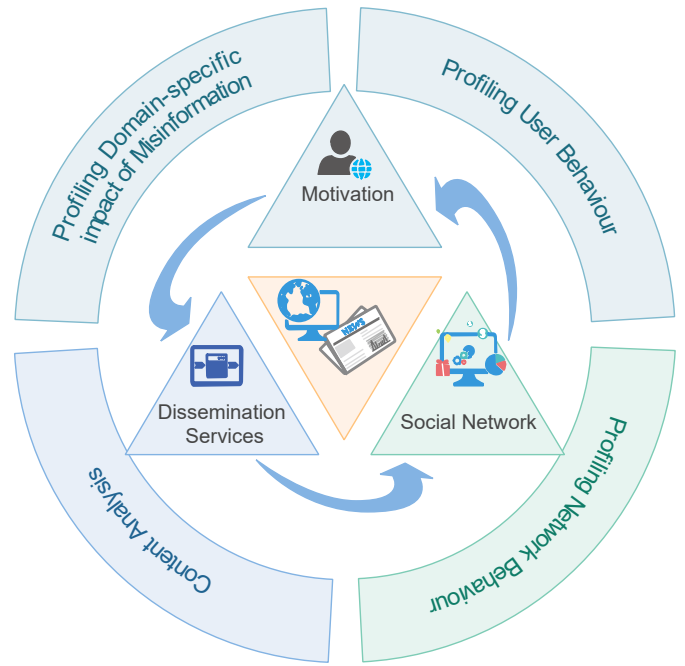 Profiling Domain-specific
impact of Misinformation
Profiling User Behaviour
Motivation
Dissemination
Services
Social Network
Content Analysis
Profiling Network Behaviour